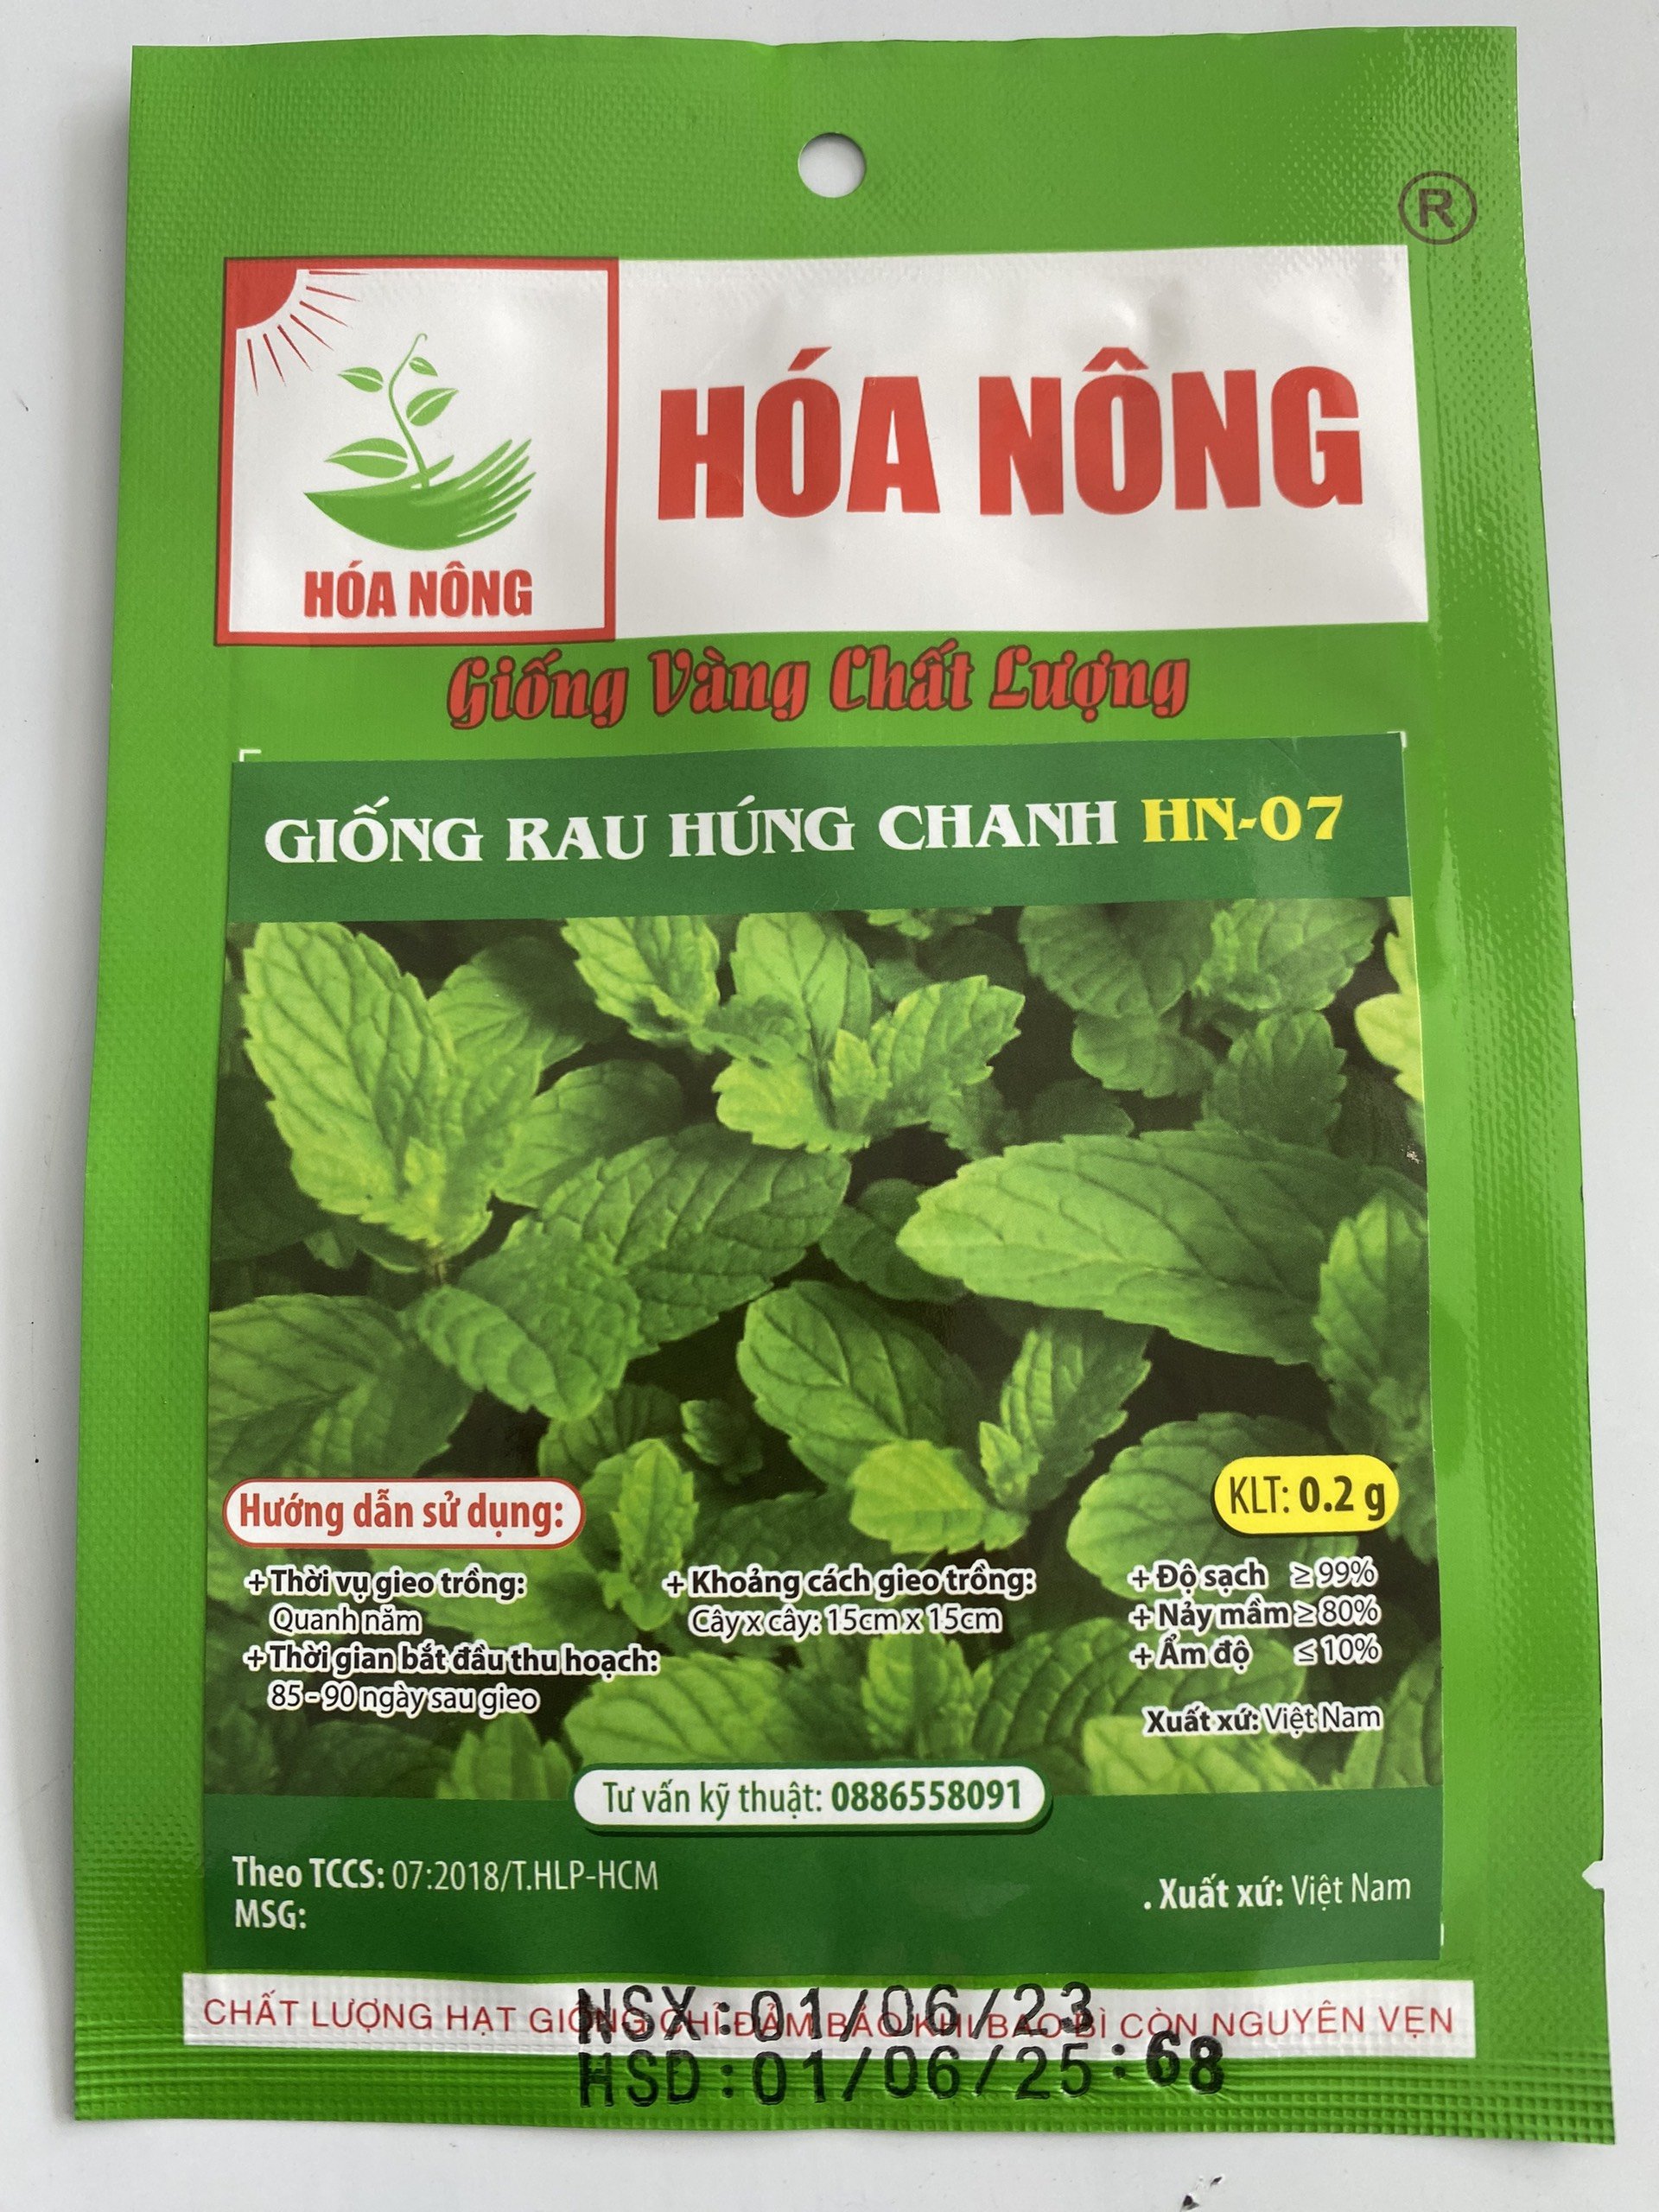 ®
HÓA NÔNG
HÓA NÔNG
Giống Vàng Chất Lượng
GIỐNG RAU HÚNG CHANH HN-07
KLT: 0.2 g
Hướng dẫn sử dụng:
+ Thời vụ gieo trồng:
Quanh năm
+ Thời gian bắt đầu thu hoạch:
85 - 90 ngày sau gieo
+ Khoảng cách gieo trồng:
Cây x cây: 15cm x 15cm
+ Độ sạch ≥ 99%
+ Nảy mầm ≥ 80%
+ Ẩm độ ≤ 10%
Xuất xứ: Việt Nam
Tư vấn kỹ thuật: 0886558091
Theo TCCS: 07:2018/T.HLP-HCM
MSG:
. Xuất xứ: Việt Nam
CHẤT LƯỢNG HẠT GIỐNG CHỈ ĐẢM BẢO KHI BAO BÌ CÒN NGUYÊN VẸN
NSX:01/06/23
HSD:01/06/25:68